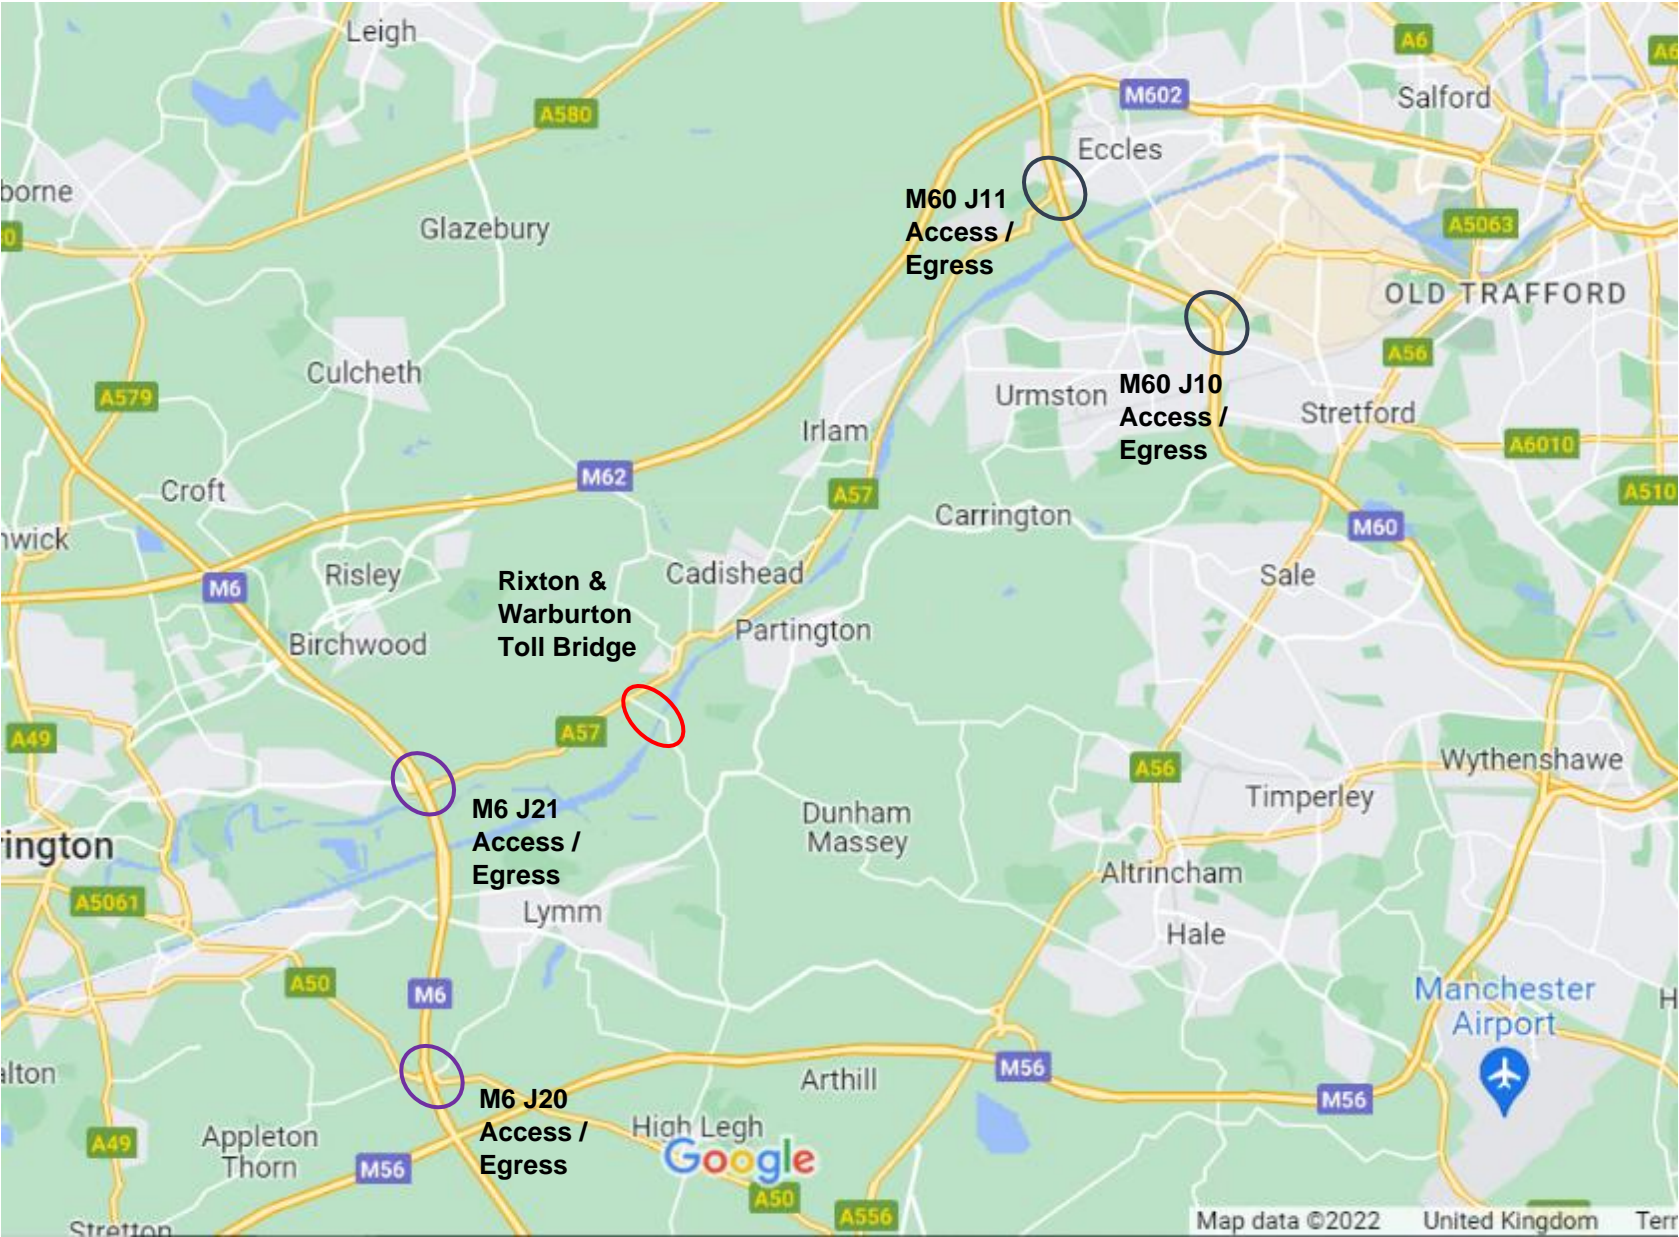 Leigh
A6
A6
M602
Salford
A580
Eccles
borne
M60 J11
Access /
Egress
A5063
Glazebury
OLD TRAFFORD
A56
Culcheth
M60 J10
Access /
Egress
Urmston
A579
Stretford
Irlam
A6010
M62
Croft
A57
A510
Carrington
M60
nwick
Risley
Rixton &
Warburton
Toll Bridge
Cadishead
Sale
M6
Birchwood
Partington
A49
A57
Wythenshawe
A56
Timperley
M6 J21
Access /
Egress
Dunham
Massey
rington
Altrincham
A5061
Lymm
Hale
A50
M6
Manchester
Airport
H
alton
Arthill
M56
M56
M6 J20
Access /
Egress
High Legh
A49
Appleton
Thorn
M56
Google
A50
A556
Stretton
Map data ©2022 United Kingdom Terr